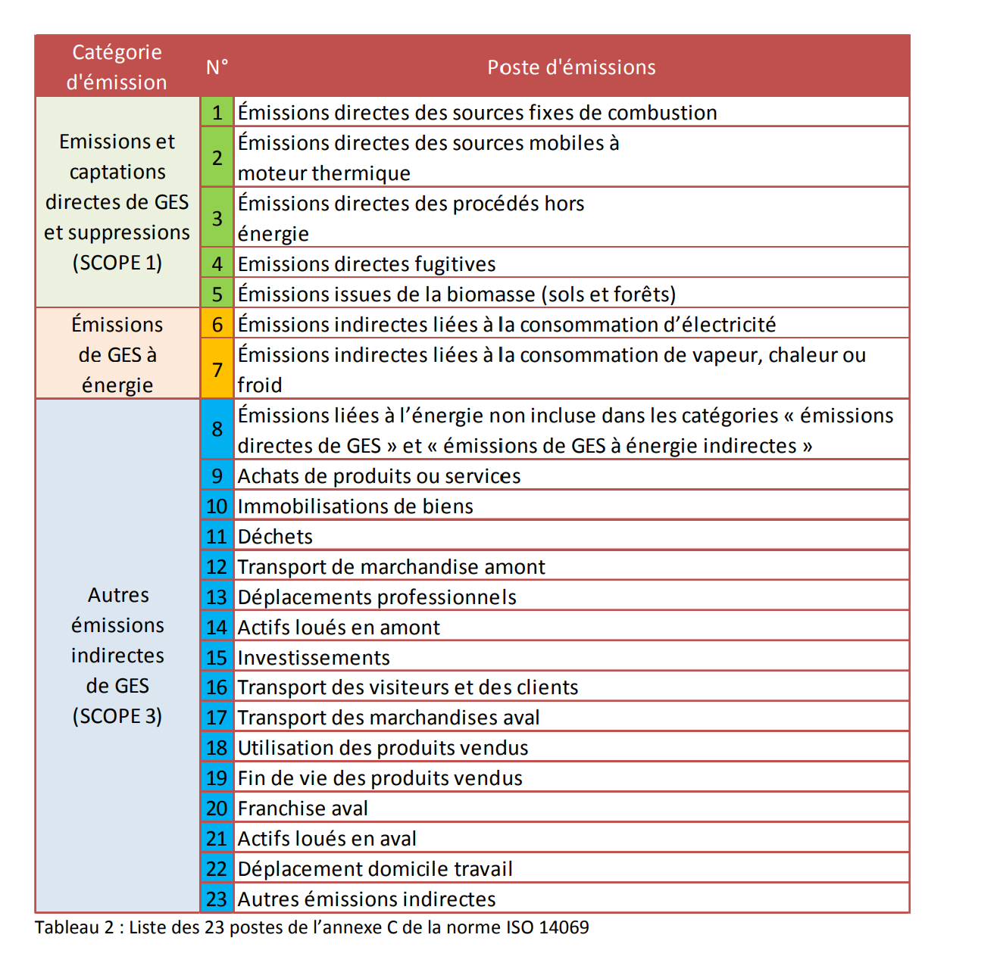 Catégorie
d'émission
N°
Poste d'émissions
Emissions et
captations
directes de GES
et suppressions
(SCOPE 1)
1
Émissions directes des sources fixes de combustion
2
Émissions directes des sources mobiles à
moteur thermique
3
Émissions directes des procédés hors
énergie
4
Emissions directes fugitives
5
Émissions issues de la biomasse (sols et forêts)
Émissions
de GES à
énergie
6
Émissions indirectes liées à la consommation d’électricité
7
Émissions indirectes liées à la consommation de vapeur, chaleur ou
froid
Autres
émissions
indirectes
de GES
(SCOPE 3)
8
Émissions liées à l’énergie non incluse dans les catégories « émissions
directes de GES » et « émissions de GES à énergie indirectes »
9
Achats de produits ou services
10
Immobilisations de biens
11
Déchets
12
Transport de marchandise amont
13
Déplacements professionnels
14
Actifs loués en amont
15
Investissements
16
Transport des visiteurs et des clients
17
Transport des marchandises aval
18
Utilisation des produits vendus
19
Fin de vie des produits vendus
20
Franchise aval
21
Actifs loués en aval
22
Déplacement domicile travail
23
Autres émissions indirectes
Tableau 2 : Liste des 23 postes de l’annexe C de la norme ISO 14069